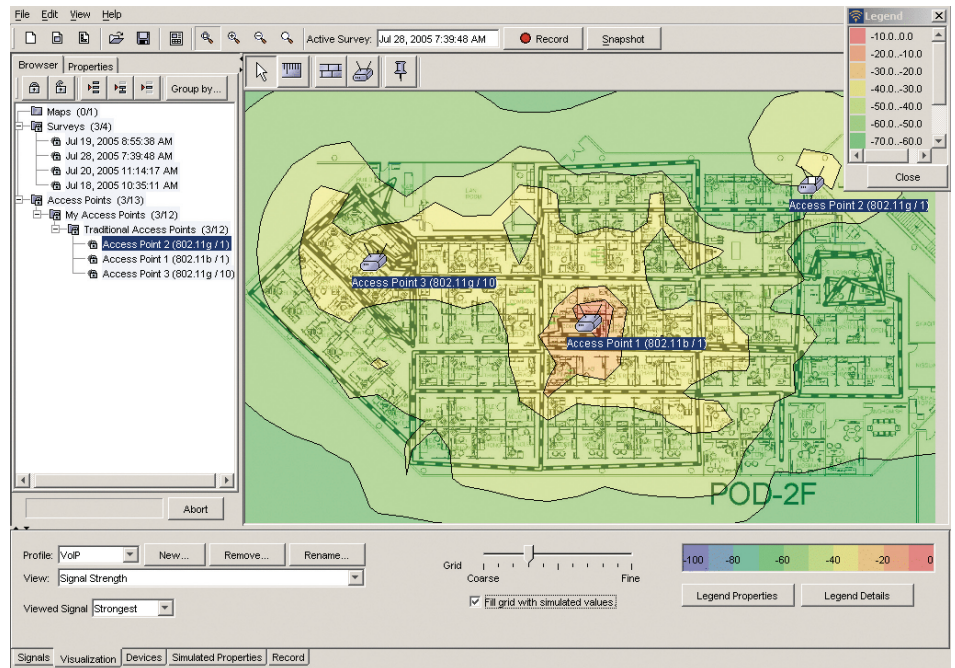 File Edit View Help
Active Survey: Jul 28, 2005 7:39:48 AM Record Snapshot
Browser Properties
Group by...
Maps (0/1)
Surveys (3/4)
Jul 19, 2005 8:55:38 AM
Jul 28, 2005 7:39:48 AM
Jul 20, 2005 11:14:17 AM
Jul 18, 2005 10:35:11 AM
Access Points (3/13)
My Access Points (3/12)
Traditional Access Points (3/12)
Access Point 2 (802.11g / 1)
Access Point 1 (802.11b / 1)
Access Point 3 (802.11g / 10)
Abort
Legend
-10.0..0.0
-20.0..-10.0
-30.0..-20.0
-40.0..-30.0
-50.0..-40.0
-60.0..-50.0
-70.0..-60.0
Close
Access Point 2 (802.11g / 1)
Access Point 3 (802.11g / 10
Access Point 1 (802.11b / 1)
POD-2F
Profile: VoIP New... Remove... Rename...
View: Signal Strength
Viewed Signal Strongest
Grid
Coarse Fine
Fill grid with simulated values.
-100 -80 -60 -40 -20 0
Legend Properties Legend Details
Signals Visualization Devices Simulated Properties Record